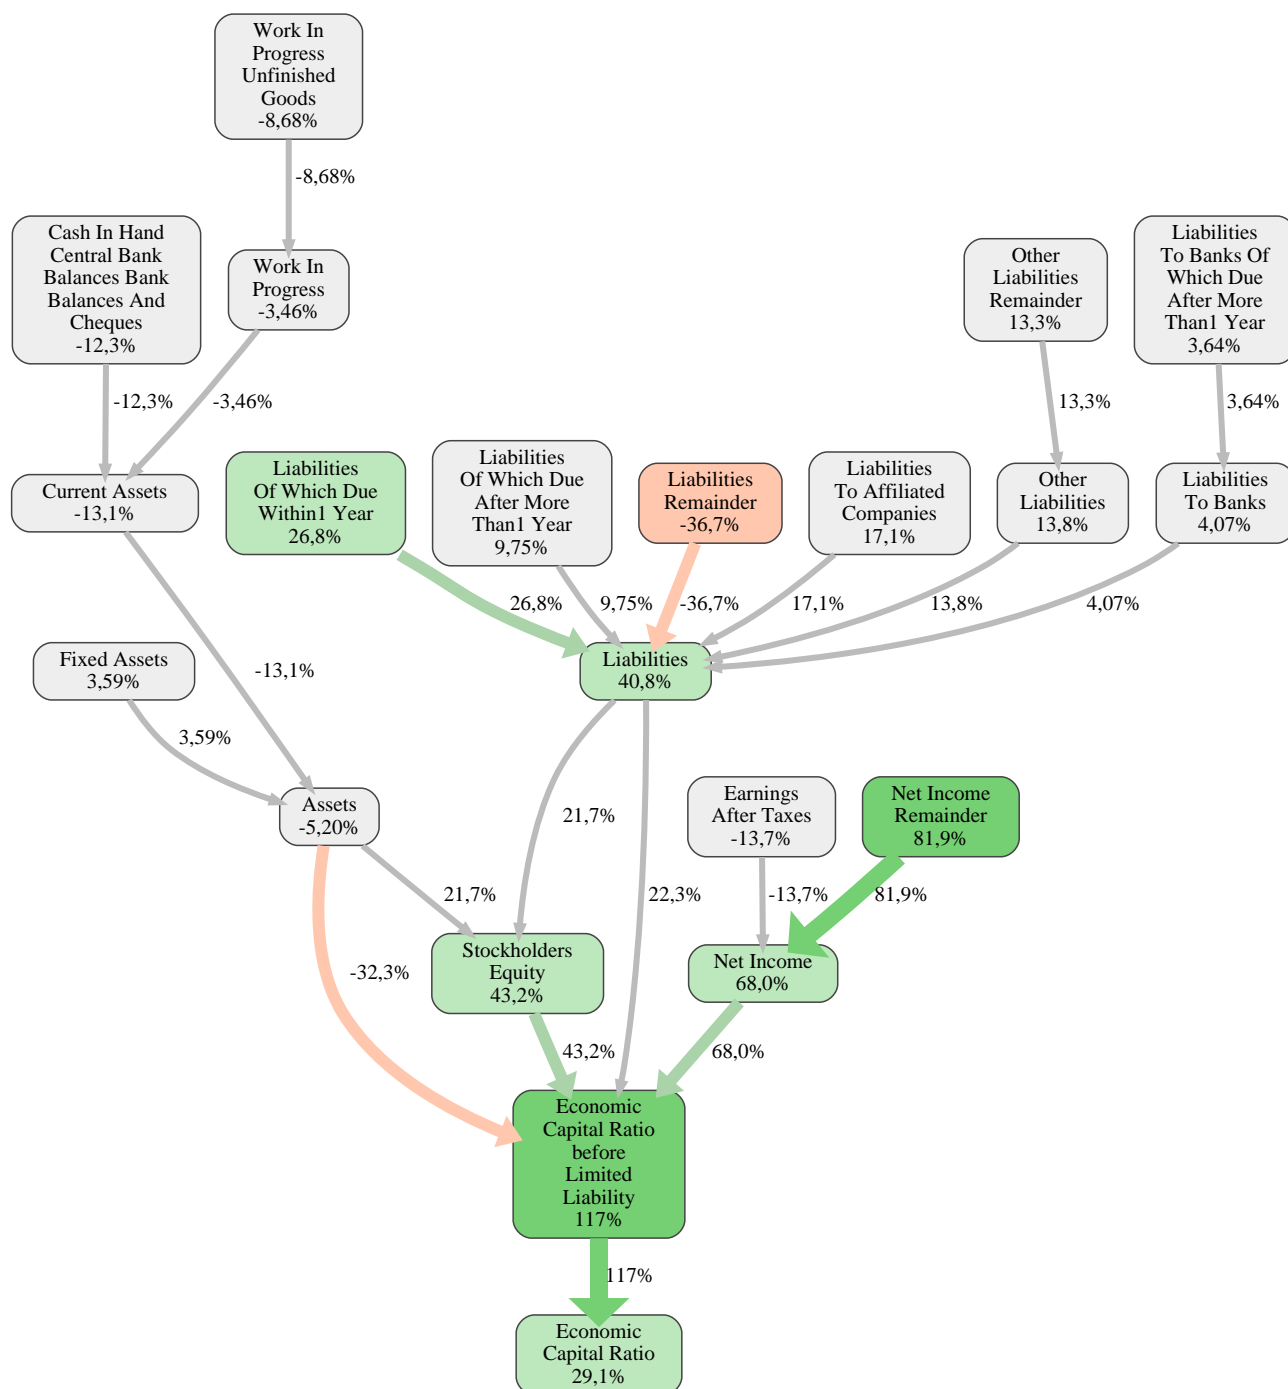 Work In
Progress
Unfinished
Goods
-8,68%
-8,68%
Cash In Hand
Central Bank
Balances Bank
Balances And
Cheques
-12,3%
Work In
Progress
-3,46%
Other
Liabilities
Remainder
13,3%
Liabilities
To Banks Of
Which Due
After More
Than1 Year
3,64%
-12,3%
-3,46%
13,3%
3,64%
Current Assets
-13,1%
Liabilities
Of Which Due
Within1 Year
26,8%
Liabilities
Of Which Due
After More
Than1 Year
9,75%
Liabilities
Remainder
-36,7%
Liabilities
To Affiliated
Companies
17,1%
Other
Liabilities
13,8%
Liabilities
To Banks
4,07%
26,8%
9,75%
-36,7%
17,1%
13,8%
4,07%
Fixed Assets
3,59%
-13,1%
Liabilities
40,8%
3,59%
Assets
-5,20%
21,7%
Earnings
After Taxes
-13,7%
Net Income
Remainder
81,9%
21,7%
22,3%
-13,7%
81,9%
-32,3%
Stockholders
Equity
43,2%
Net Income
68,0%
43,2%
68,0%
Economic
Capital Ratio
before
Limited
Liability
117%
117%
Economic
Capital Ratio
29,1%